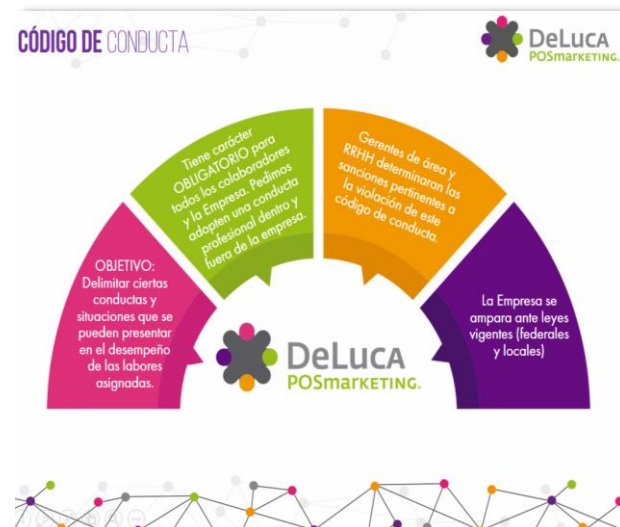 CÓDIGO DE CONDUCTA
DeLuca
POSmarketing.
OBJETIVO:
Delimitar ciertas
conductas y
situaciones que se
pueden presentar
en el desempeño
de las labores
asignadas.
Tiene carácter
OBLIGATORIO para
todos los colaboradores
y la Empresa. Pedimos
adopten una conducta
profesional dentro y
fuera de la empresa.
Gerentes de área y
RRHH determinaran las
sanciones pertinentes a
la violación de este
código de conducta.
La Empresa se
ampara ante leyes
vigentes (federales
y locales)
DeLuca
POSmarketing.